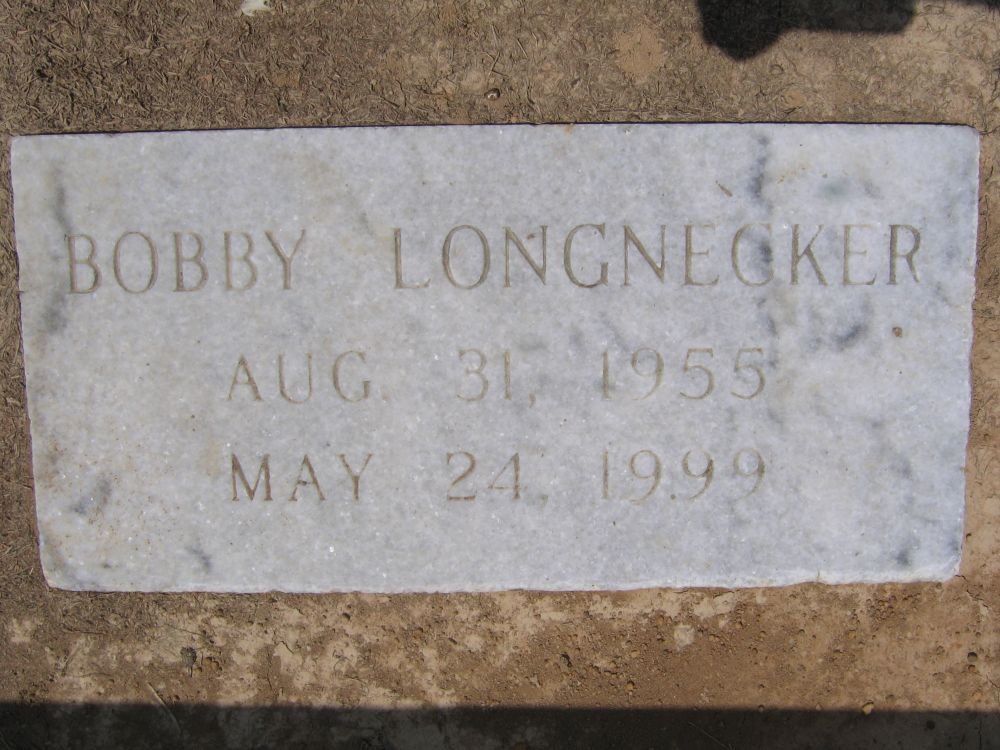 BOBBY LONGNECKER
AUG. 31, 1955
MAY 24, 1999